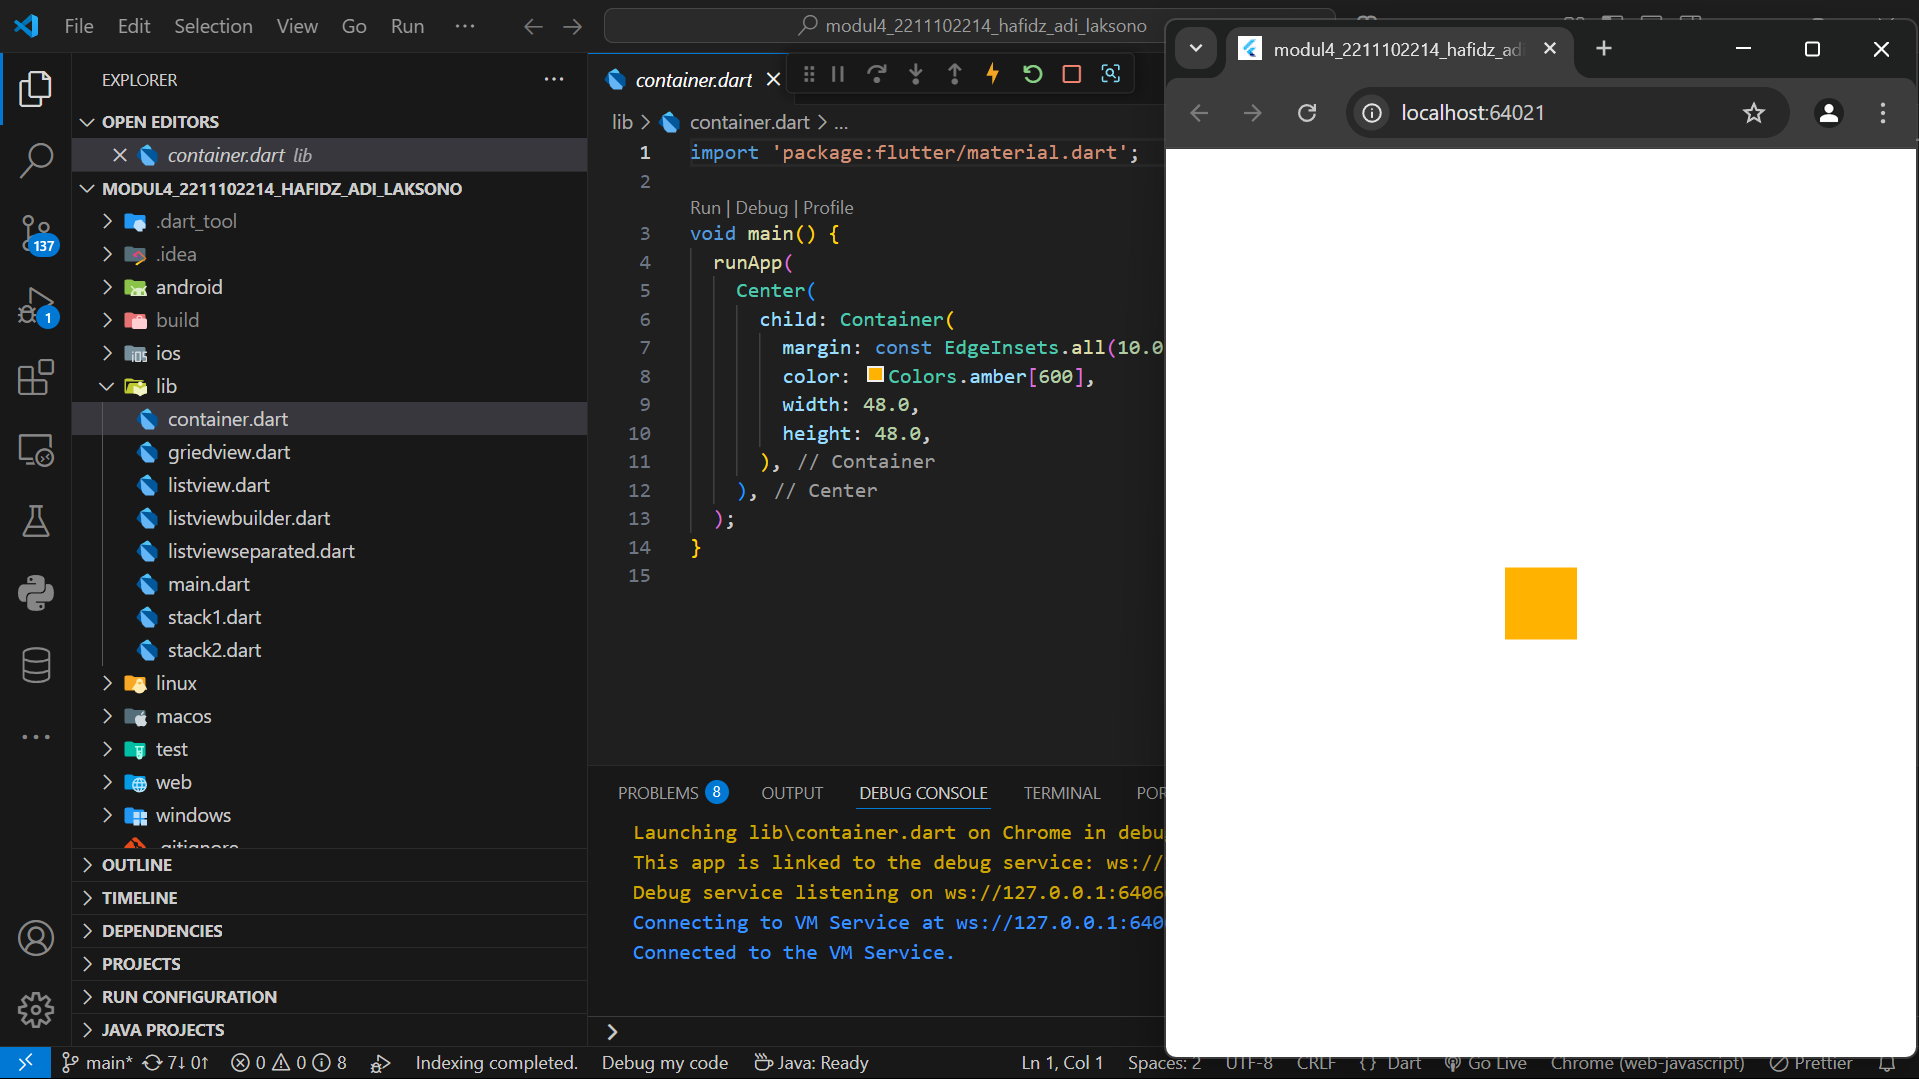 File Edit Selection View Go Run ···
modul4_2211102214_hafidz_adi_laksono
EXPLORER
OPEN EDITORS
container.dart lib
MODUL4_2211102214_HAFIDZ_ADI_LAKSONO
.dart_tool
.idea
android
build
ios
lib
container.dart
griedview.dart
listview.dart
listviewbuilder.dart
listviewseparated.dart
main.dart
stack1.dart
stack2.dart
linux
macos
test
web
windows
.gitignore
OUTLINE
TIMELINE
DEPENDENCIES
PROJECTS
RUN CONFIGURATION
JAVA PROJECTS
137
1
container.dart
lib > container.dart > ...
1 import 'package:flutter/material.dart';
2
Run | Debug | Profile
3 void main() {
4 runApp(
5 Center(
6 child: Container(
7 margin: const EdgeInsets.all(10.0
8 color: Colors.amber[600],
9 width: 48.0,
10 height: 48.0,
11 ), // Container
12 ), // Center
13 );
14 }
15
PROBLEMS 8 OUTPUT DEBUG CONSOLE TERMINAL POR
Launching lib\container.dart on Chrome in debu
This app is linked to the debug service: ws://
Debug service listening on ws://127.0.0.1:6406
Connecting to VM Service at ws://127.0.0.1:640
Connected to the VM Service.
modul4_2211102214_hafidz_adi
localhost:64021
main* 7↓ 0↑ 0 0 8 Indexing completed. Debug my code Java: Ready Ln 1, Col 1 Spaces: 2 UTF-8 CRLF {} Dart Go Live Chrome (web-javascript) Prettier